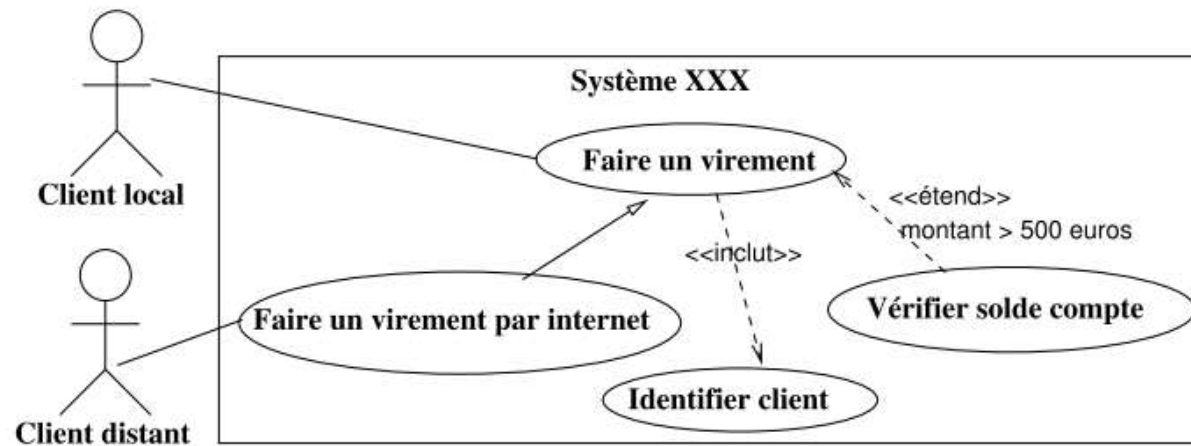 Système XXX
Faire un virement
Client local
<<étend>>
montant > 500 euros
<<inclut>>
Faire un virement par internet
Vérifier solde compte
Identifier client
Client distant